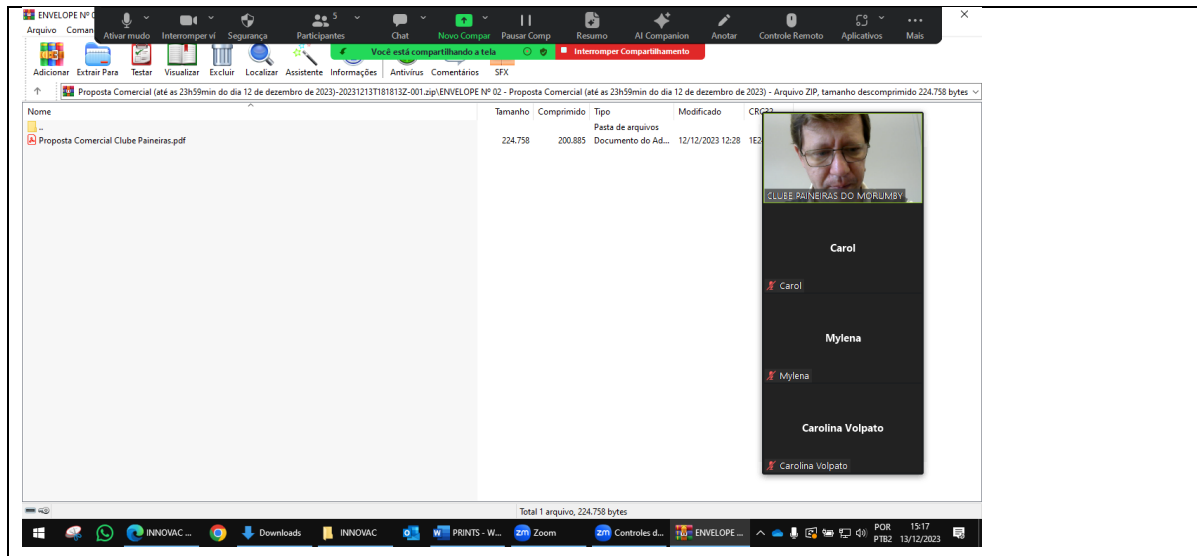 ENVELOPE Nº 0
Arquivo Coman
5
Ativar mudo Interromper ví Segurança Participantes Chat Novo Compar Pausar Comp Resumo AI Companion Anotar Controle Remoto Aplicativos Mais
Você está compartilhando a tela Interromper Compartilhamento
Adicionar Extrair Para Testar Visualizar Excluir Localizar Assistente Informações Antivírus Comentários SFX
Proposta Comercial (até as 23h59min do dia 12 de dezembro de 2023)-20231213T181813Z-001.zip\ENVELOPE Nº 02 - Proposta Comercial (até as 23h59min do dia 12 de dezembro de 2023) - Arquivo ZIP, tamanho descomprimido 224.758 bytes
Nome Tamanho Comprimido Tipo Modificado CRC32
.. Pasta de arquivos
Proposta Comercial Clube Paineiras.pdf 224.758 200.885 Documento do Ad... 12/12/2023 12:28 1E2
CLUBE PAINEIRAS DO MORUMBY
Carol
Carol
Mylena
Mylena
Carolina Volpato
Carolina Volpato
Total 1 arquivo, 224.758 bytes
INNOVAC ... Downloads INNOVAC PRINTS - W... Zoom Controles d... ENVELOPE ... POR 15:17
PTB2 13/12/2023